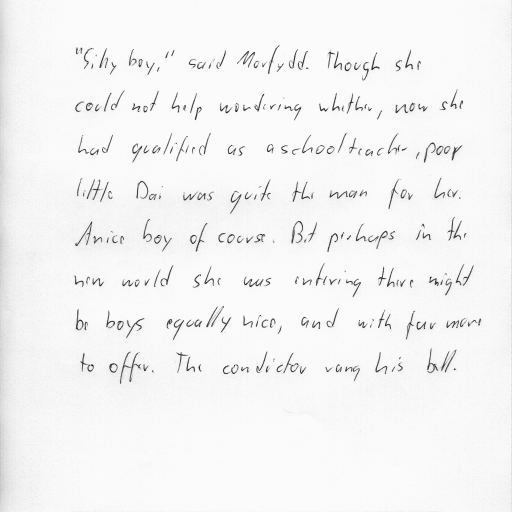 "Silly boy," said Morfydd. Though she
could not help wondering whether, now she
had qualified as a schoolteacher, poor
little Dai was quite the man for her.
A nice boy of course. But perhaps in the
new world she was entering there might
be boys equally nice, and with far more
to offer. The conductor rang his bell.